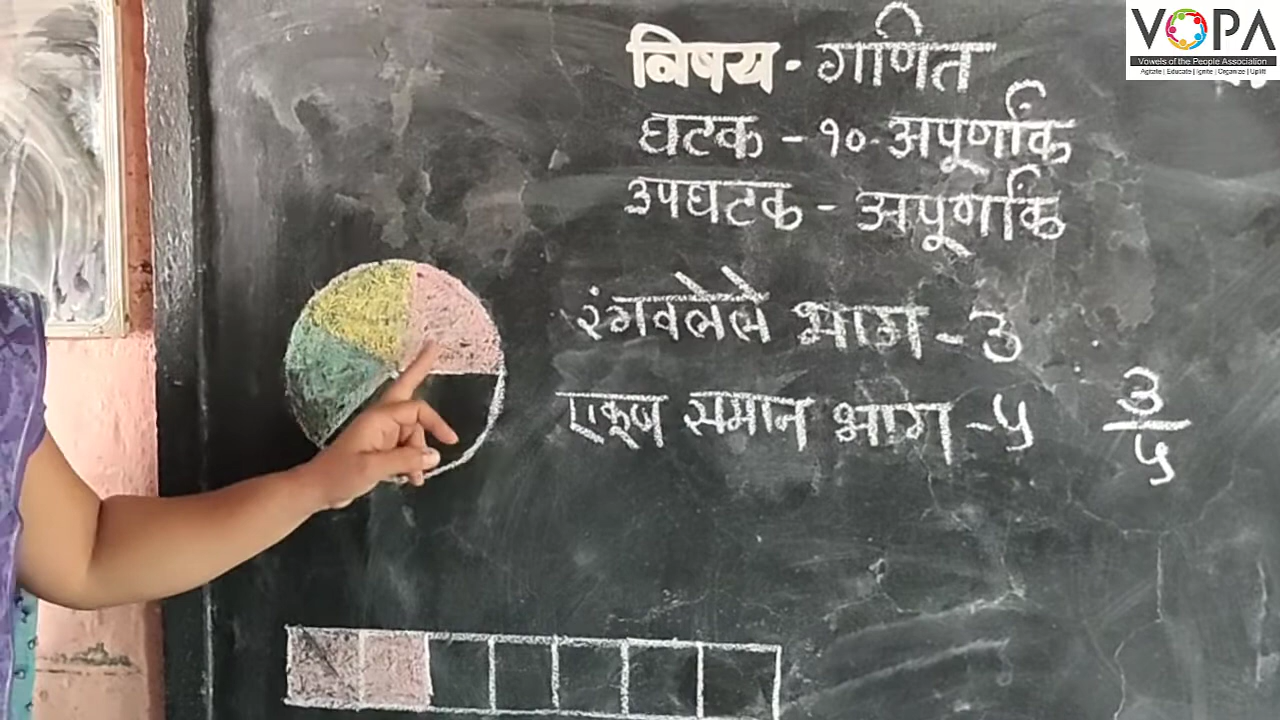 VOPA
Vowels of the People Association
Agitate | Educate | Ignite | Organize | Uplift
विषय - गणित
घटक - १० - अपूर्णांक
उपघटक - अपूर्णांक
रंगवलेले भाग - ३
एकूण समान भाग - ५
३
५